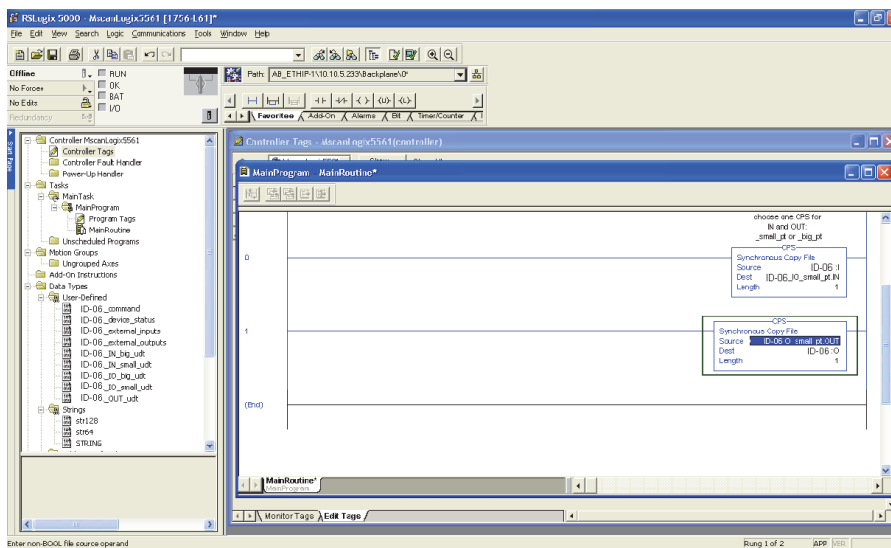 RSLogix 5000 - MscanLogix5561 [1756-L61]*
File Edit View Search Logic Communications Tools Window Help
Offline
RUN
No Forces
OK
No Edits
BAT
Redundancy
I/O
Path: AB_ETHIP-1\10.10.5.233\Backplane\0*
Favorites Add-On Alarms Bit Timer/Counter
Start Page
Controller MscanLogix5561
Controller Tags
Controller Fault Handler
Power-Up Handler
Tasks
MainTask
MainProgram
Program Tags
MainRoutine
Unscheduled Programs
Motion Groups
Ungrouped Axes
Add-On Instructions
Data Types
User-Defined
ID-06_command
ID-06_device_status
ID-06_external_inputs
ID-06_external_outputs
ID-06_IN_big_udt
ID-06_IN_small_udt
ID-06_IO_big_udt
ID-06_IO_small_udt
ID-06_OUT_udt
Strings
str128
str64
STRING
Controller Tags - MscanLogix5561(controller)
MainProgram - MainRoutine*
choose one CPS for
IN and OUT:
_small_pt or _big_pt
0
CPS
Synchronous Copy File
Source ID-06:I
Dest ID-06_IO_small_pt.IN
Length 1
1
CPS
Synchronous Copy File
Source ID-06 O_small_pt.OUT
Dest ID-06:O
Length 1
(End)
MainRoutine*
MainProgram
Monitor Tags Edit Tags
Enter non-BOOL file source operand
Rung 1 of 2 APP VER